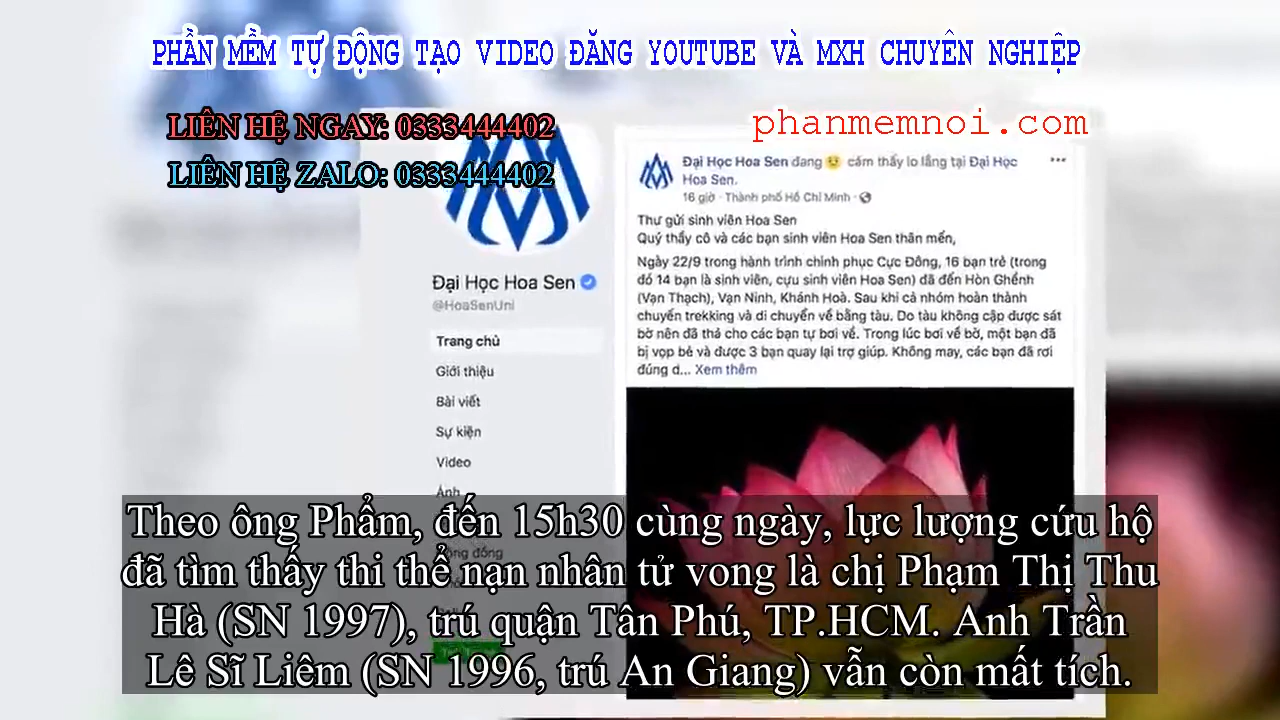 PHẦN MỀM TỰ ĐỘNG TẠO VIDEO ĐĂNG YOUTUBE VÀ MXH CHUYÊN NGHIỆP
LIÊN HỆ NGAY: 0333444402
phanmemnoi.com
LIÊN HỆ ZALO: 0333444402
Đại Học Hoa Sen
@HoaSenUni
Trang chủ
Giới thiệu
Bài viết
Sự kiện
Video
Ảnh
Cộng đồng
Đại Học Hoa Sen đang 😟 cảm thấy lo lắng tại Đại Học
Hoa Sen.
16 giờ · Thành phố Hồ Chí Minh ·
Thư gửi sinh viên Hoa Sen
Quý thầy cô và các bạn sinh viên Hoa Sen thân mến,
Ngày 22/9 trong hành trình chinh phục Cực Đông, 16 bạn trẻ (trong
đó 14 bạn là sinh viên, cựu sinh viên Hoa Sen) đã đến Hòn Ghềnh
(Vạn Thạch), Vạn Ninh, Khánh Hoà. Sau khi cả nhóm hoàn thành
chuyến trekking và di chuyển về bằng tàu. Do tàu không cập được sát
bờ nên đã thả cho các bạn tự bơi về. Trong lúc bơi về bờ, một bạn đã
bị vọp bẻ và được 3 bạn quay lại trợ giúp. Không may, các bạn đã rơi
đúng d... Xem thêm
Theo ông Phẩm, đến 15h30 cùng ngày, lực lượng cứu hộ
đã tìm thấy thi thể nạn nhân tử vong là chị Phạm Thị Thu
Hà (SN 1997), trú quận Tân Phú, TP.HCM. Anh Trần
Lê Sĩ Liêm (SN 1996, trú An Giang) vẫn còn mất tích.